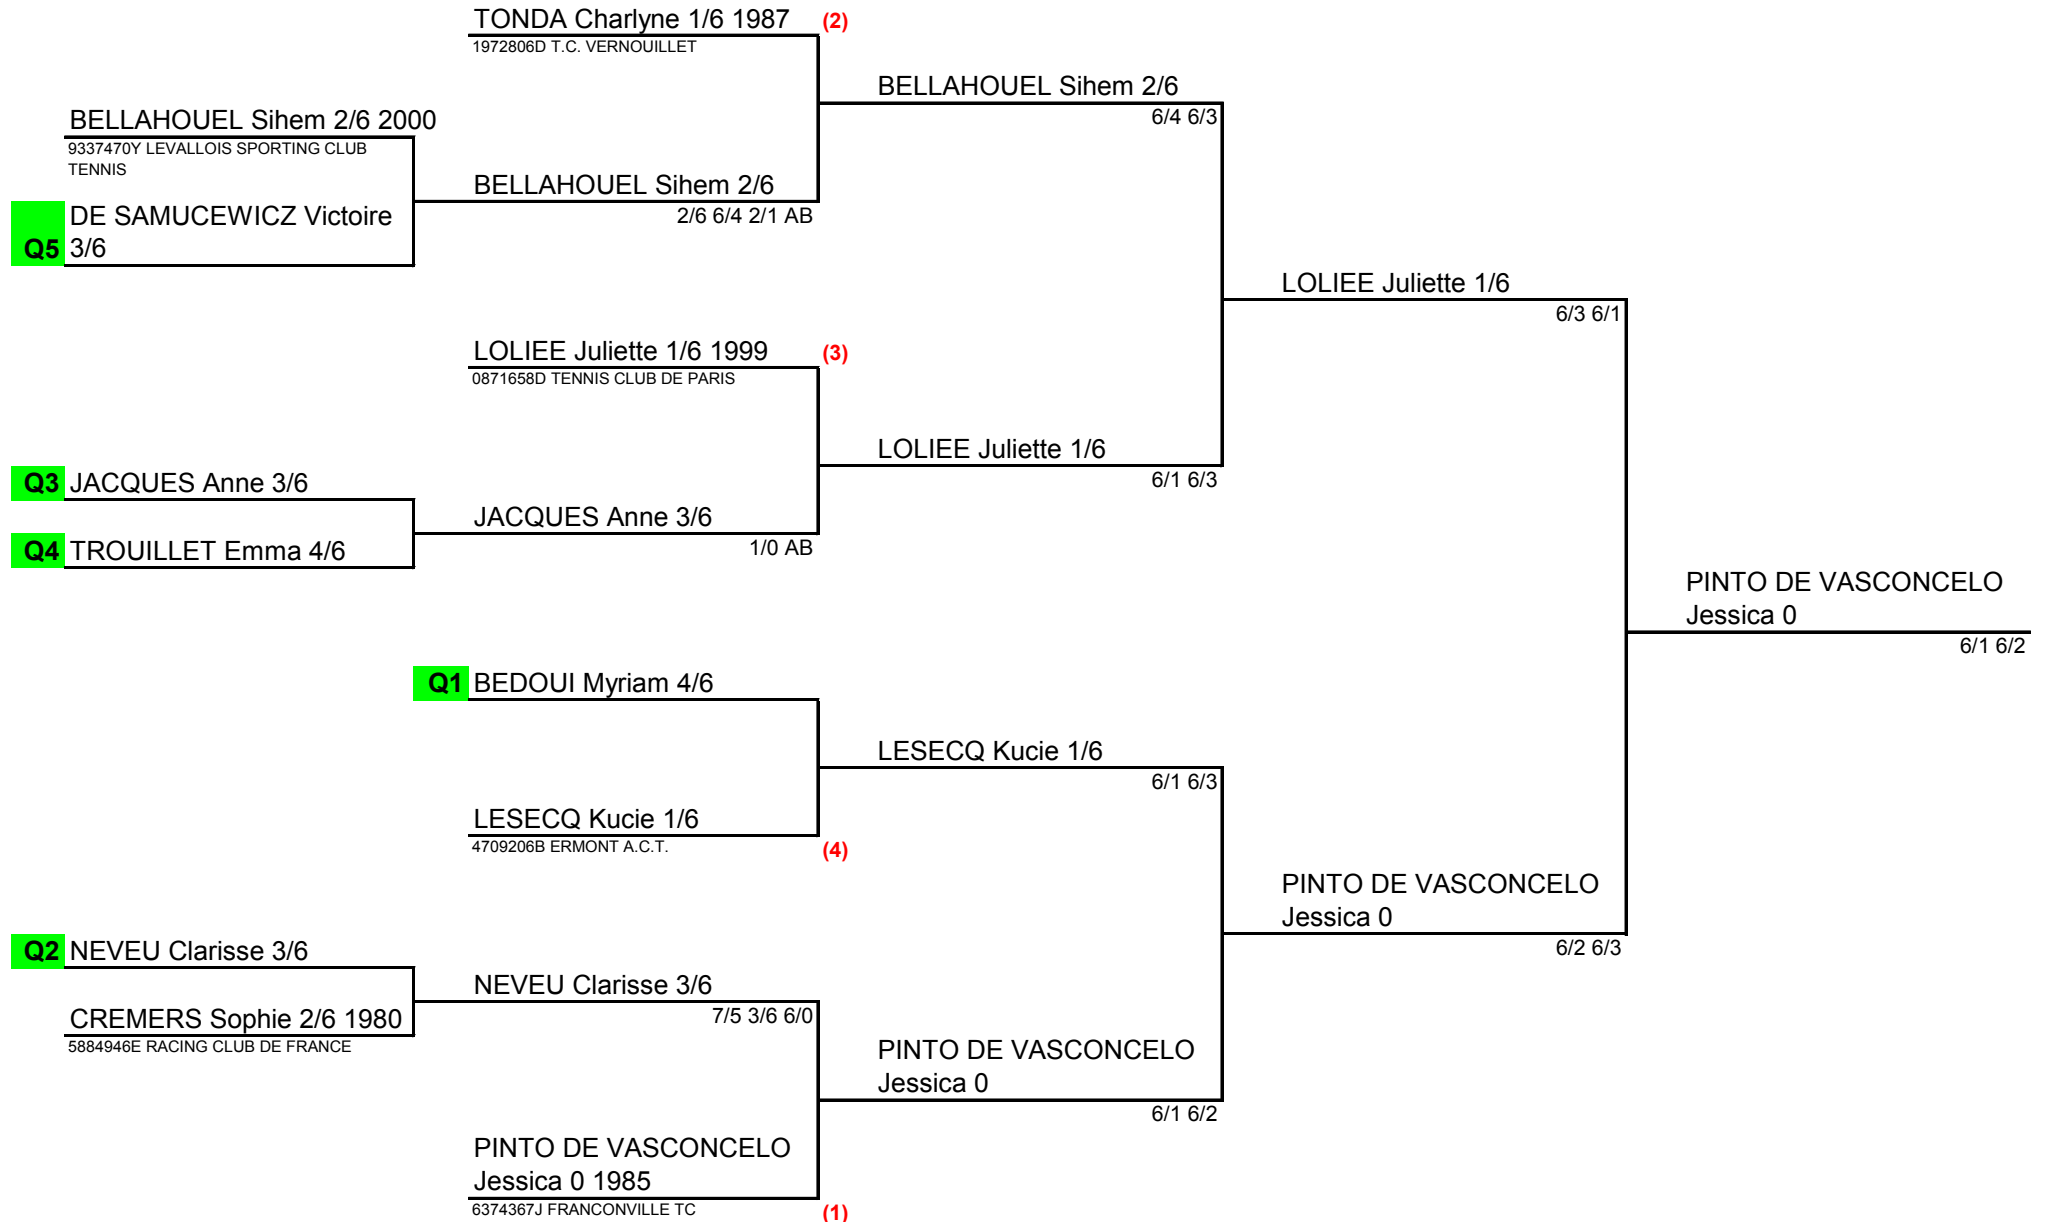 TONDA Charlyne 1/6 1987 (2)
1972806D T.C. VERNOUILLET
BELLAHOUEL Sihem 2/6
6/4 6/3
BELLAHOUEL Sihem 2/6 2000
9337470Y LEVALLOIS SPORTING CLUB
TENNIS
BELLAHOUEL Sihem 2/6
2/6 6/4 2/1 AB
DE SAMUCEWICZ Victoire
Q5 3/6
LOLIEE Juliette 1/6
6/3 6/1
LOLIEE Juliette 1/6 1999 (3)
0871658D TENNIS CLUB DE PARIS
LOLIEE Juliette 1/6
6/1 6/3
Q3 JACQUES Anne 3/6
JACQUES Anne 3/6
1/0 AB
Q4 TROUILLET Emma 4/6
PINTO DE VASCONCELO
Jessica 0
6/1 6/2
Q1 BEDOUI Myriam 4/6
LESECQ Kucie 1/6
6/1 6/3
LESECQ Kucie 1/6
4709206B ERMONT A.C.T. (4)
PINTO DE VASCONCELO
Jessica 0
6/2 6/3
Q2 NEVEU Clarisse 3/6
NEVEU Clarisse 3/6
7/5 3/6 6/0
CREMERS Sophie 2/6 1980
5884946E RACING CLUB DE FRANCE
PINTO DE VASCONCELO
Jessica 0
6/1 6/2
PINTO DE VASCONCELO
Jessica 0 1985
6374367J FRANCONVILLE TC (1)